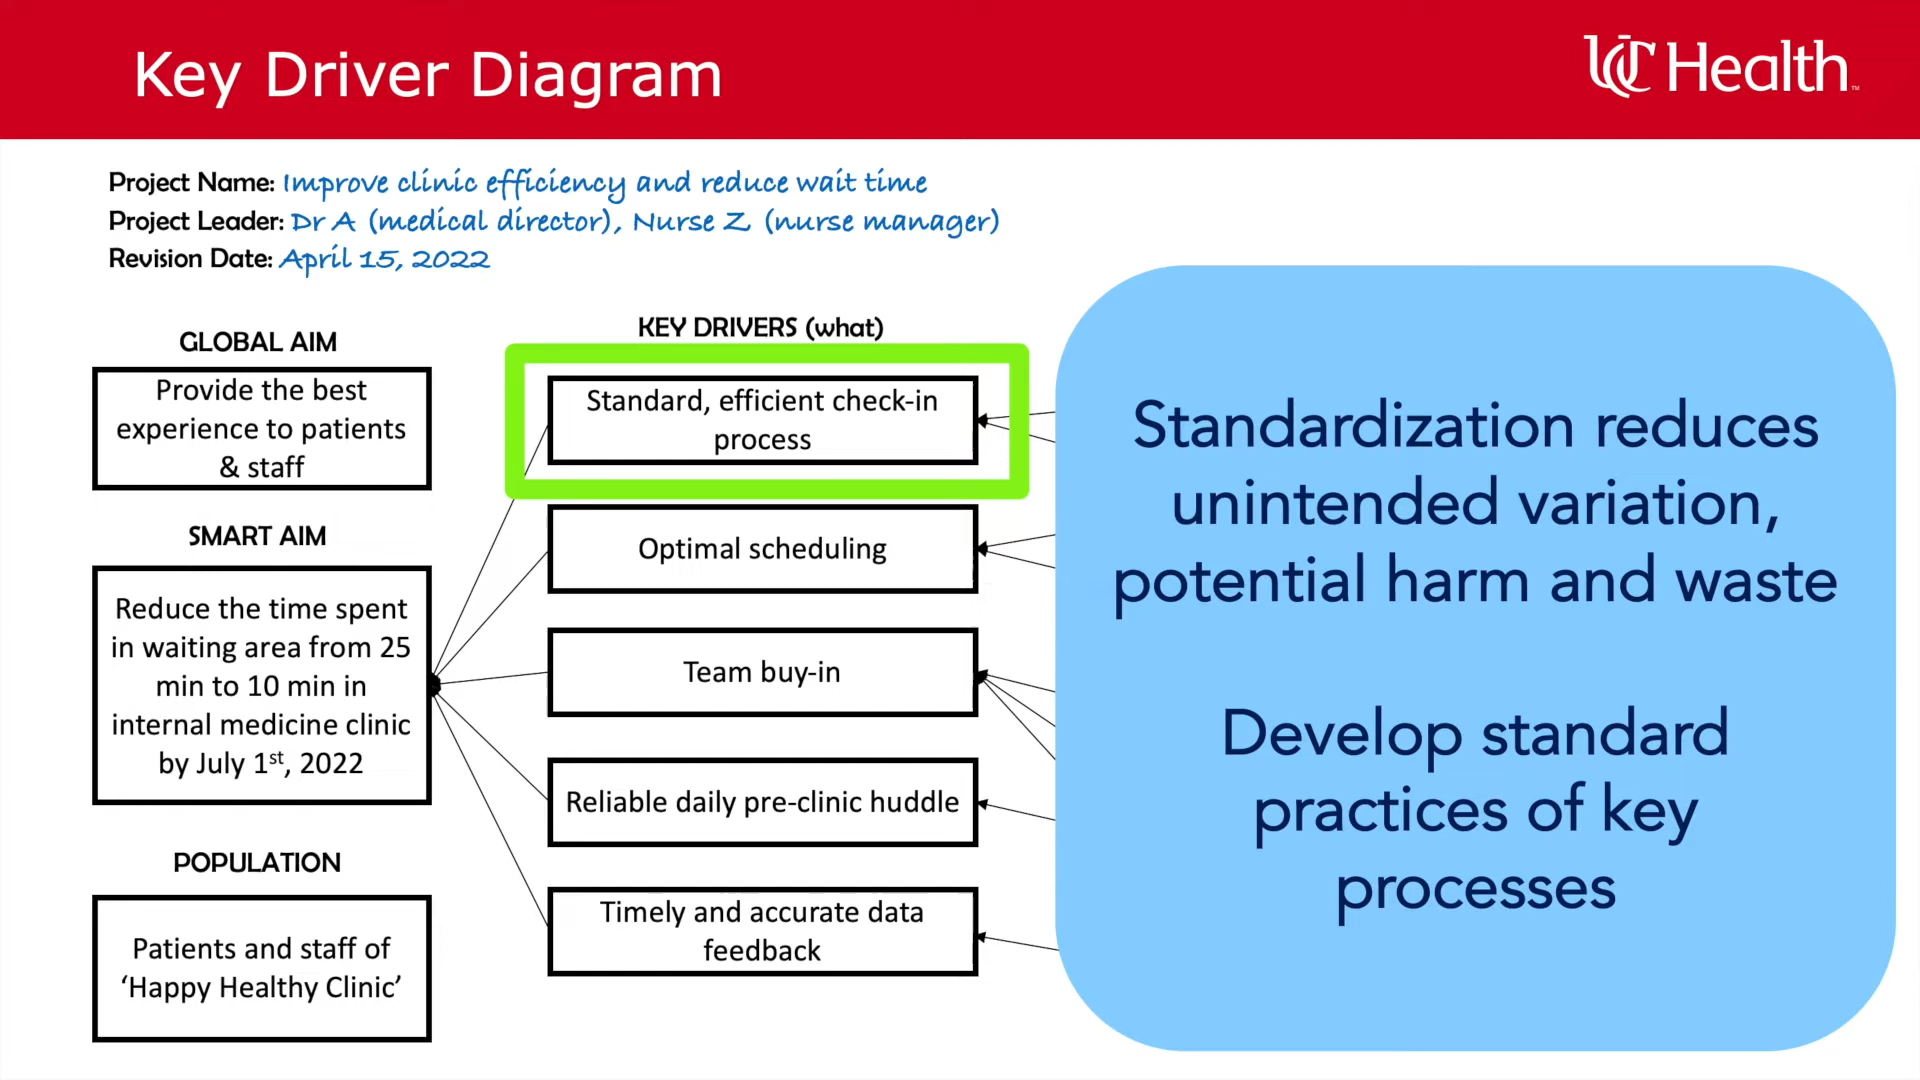 Key Driver Diagram
UC Health™
Project Name: Improve clinic efficiency and reduce wait time
Project Leader: Dr A (medical director), Nurse Z (nurse manager)
Revision Date: April 15, 2022
GLOBAL AIM
Provide the best
experience to patients
& staff
SMART AIM
Reduce the time spent
in waiting area from 25
min to 10 min in
internal medicine clinic
by July 1st, 2022
POPULATION
Patients and staff of
‘Happy Healthy Clinic’
KEY DRIVERS (what)
Standard, efficient check-in
process
Optimal scheduling
Team buy-in
Reliable daily pre-clinic huddle
Timely and accurate data
feedback
Standardization reduces
unintended variation,
potential harm and waste
Develop standard
practices of key
processes